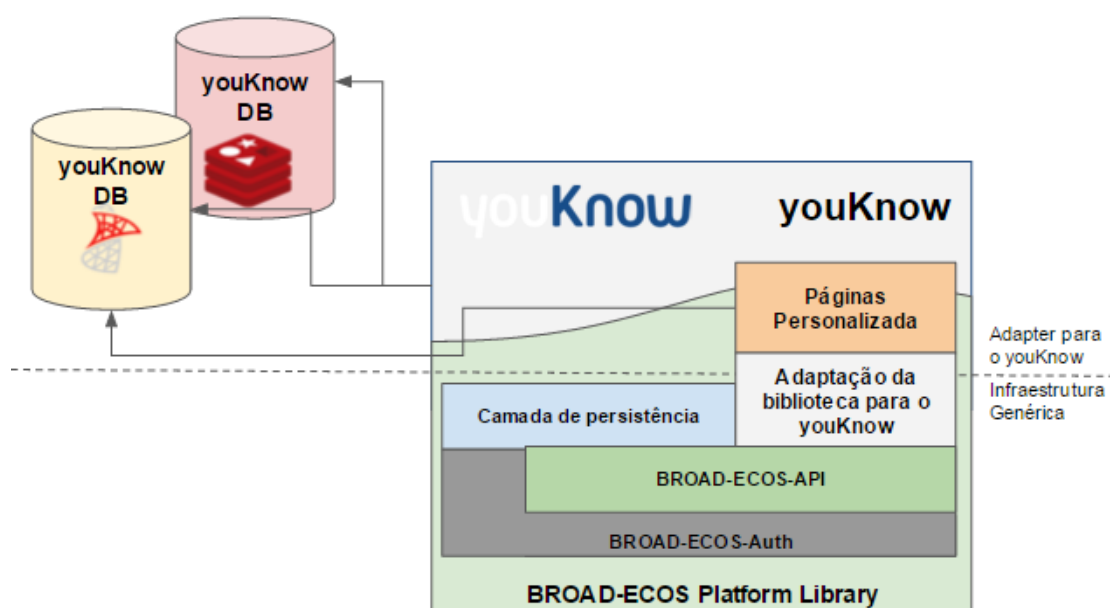 youKnow
DB
youKnow
DB
youKnow
youKnow
Páginas
Personalizada
Adapter para
o youKnow
Adaptação da
biblioteca para o
youKnow
Infraestrutura
Genérica
Camada de persistência
BROAD-ECOS-API
BROAD-ECOS-Auth
BROAD-ECOS Platform Library